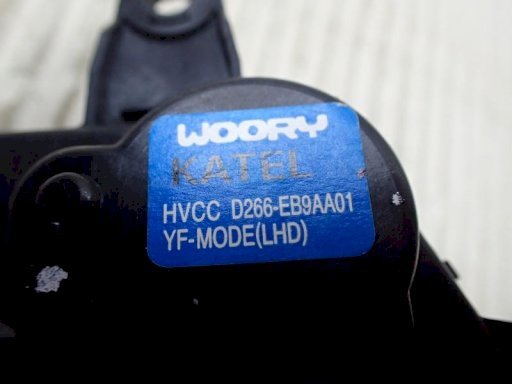 WOORY
KATEL
HVCC D266-EB9AA01
YF-MODE(LHD)